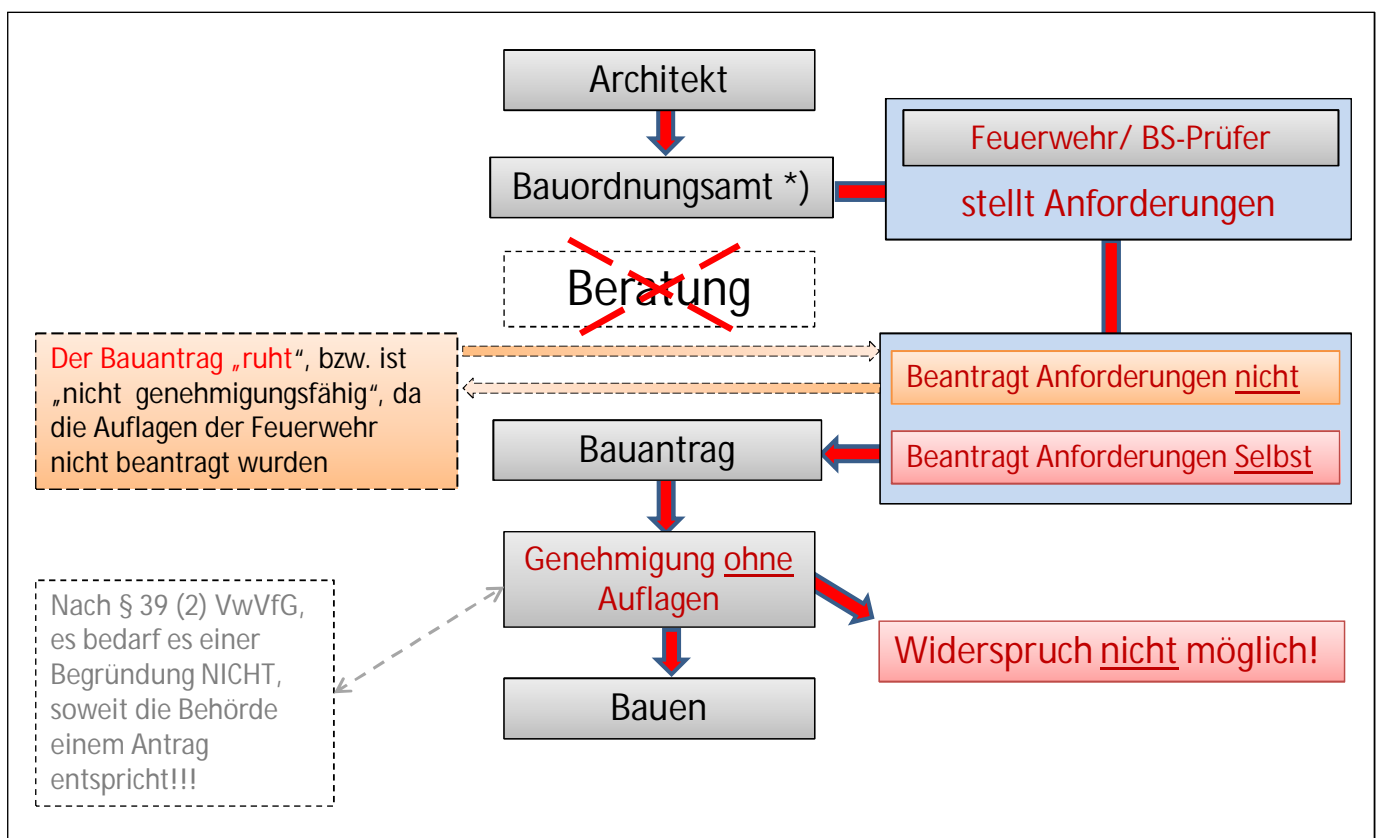 Architekt
Feuerwehr/ BS-Prüfer
Bauordnungsamt *)
stellt Anforderungen
Beratung
Der Bauantrag „ruht“, bzw. ist
„nicht genehmigungsfähig“, da
die Auflagen der Feuerwehr
nicht beantragt wurden
Beantragt Anforderungen nicht
Bauantrag
Beantragt Anforderungen Selbst
Genehmigung ohne
Auflagen
Nach § 39 (2) VwVfG,
es bedarf es einer
Begründung NICHT,
soweit die Behörde
einem Antrag
entspricht!!!
Widerspruch nicht möglich!
Bauen